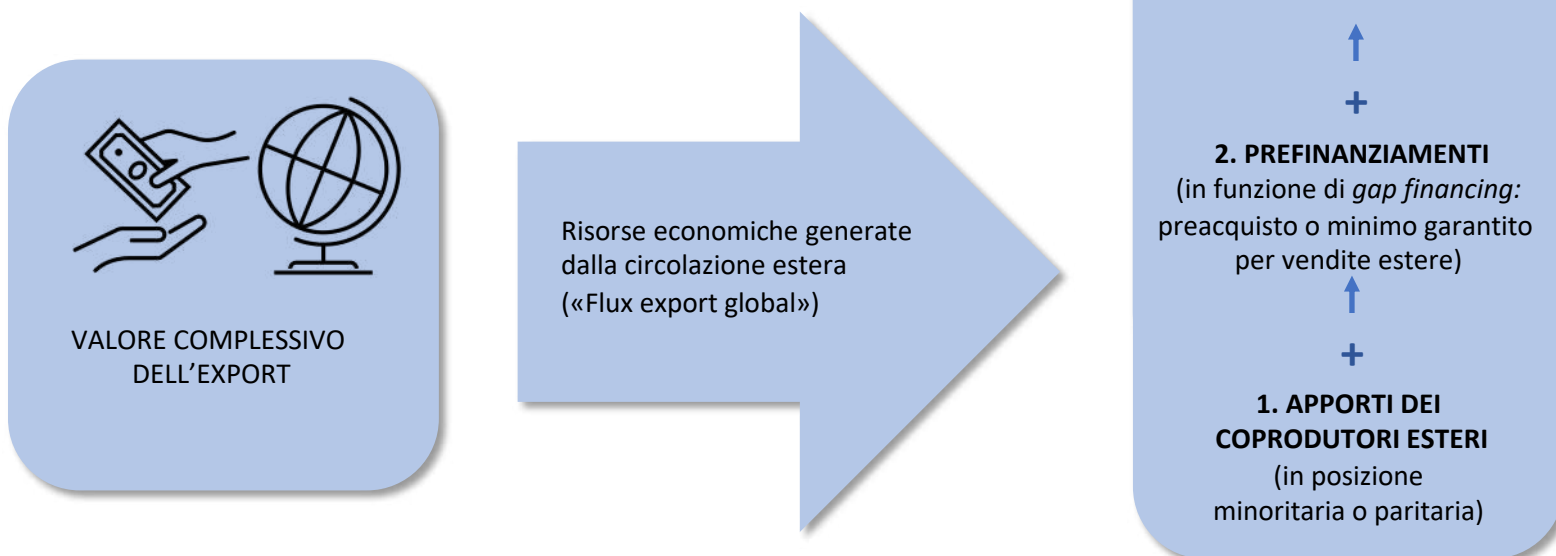 VALORE COMPLESSIVO
DELL’EXPORT
Risorse economiche generate
dalla circolazione estera
(«Flux export global»)
+
2. PREFINANZIAMENTI
(in funzione di gap financing:
preacquisto o minimo garantito
per vendite estere)
+
1. APPORTI DEI
COPRODUTORI ESTERI
(in posizione
minoritaria o paritaria)